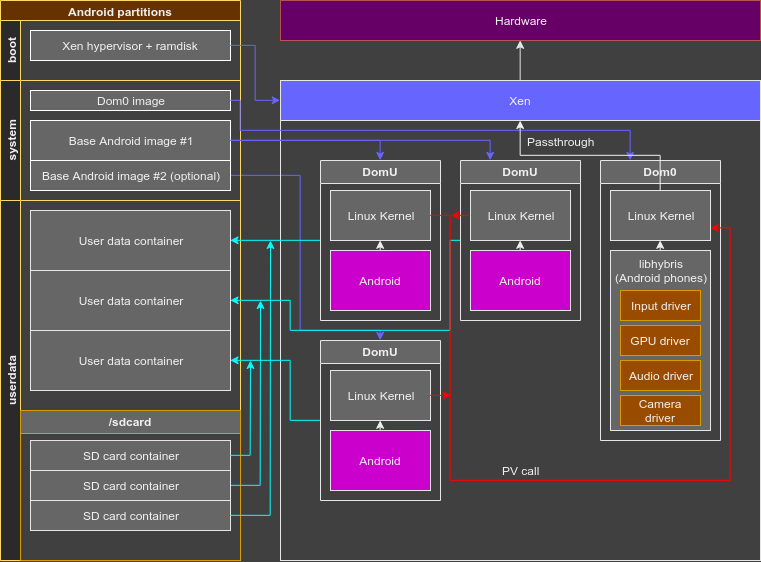 Android partitions
boot
Xen hypervisor + ramdisk
system
Dom0 image
Base Android image #1
Base Android image #2 (optional)
userdata
User data container
User data container
User data container
/sdcard
SD card container
SD card container
SD card container
Hardware
Xen
Passthrough
DomU
Linux Kernel
Android
DomU
Linux Kernel
Android
Dom0
Linux Kernel
libhybris
(Android phones)
Input driver
GPU driver
Audio driver
Camera
driver
DomU
Linux Kernel
Android
PV call